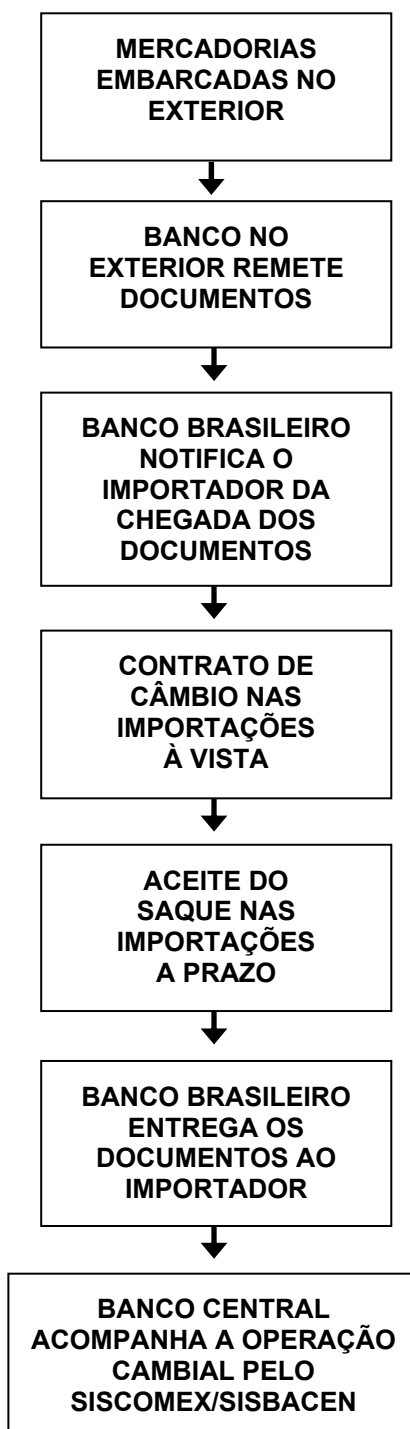 MERCADORIAS
EMBARCADAS NO
EXTERIOR
BANCO NO
EXTERIOR REMETE
DOCUMENTOS
BANCO BRASILEIRO
NOTIFICA O
IMPORTADOR DA
CHEGADA DOS
DOCUMENTOS
CONTRATO DE
CÂMBIO NAS
IMPORTAÇÕES
À VISTA
ACEITE DO
SAQUE NAS
IMPORTAÇÕES
A PRAZO
BANCO BRASILEIRO
ENTREGA OS
DOCUMENTOS AO
IMPORTADOR
BANCO CENTRAL
ACOMPANHA A OPERAÇÃO
CAMBIAL PELO
SISCOMEX/SISBACEN